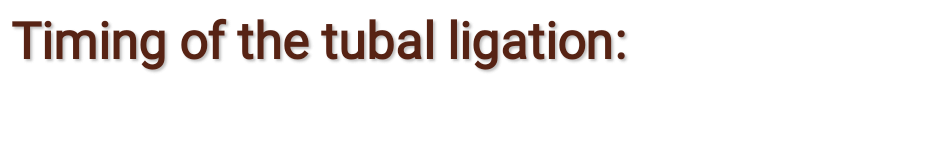 Timing of the tubal ligation: